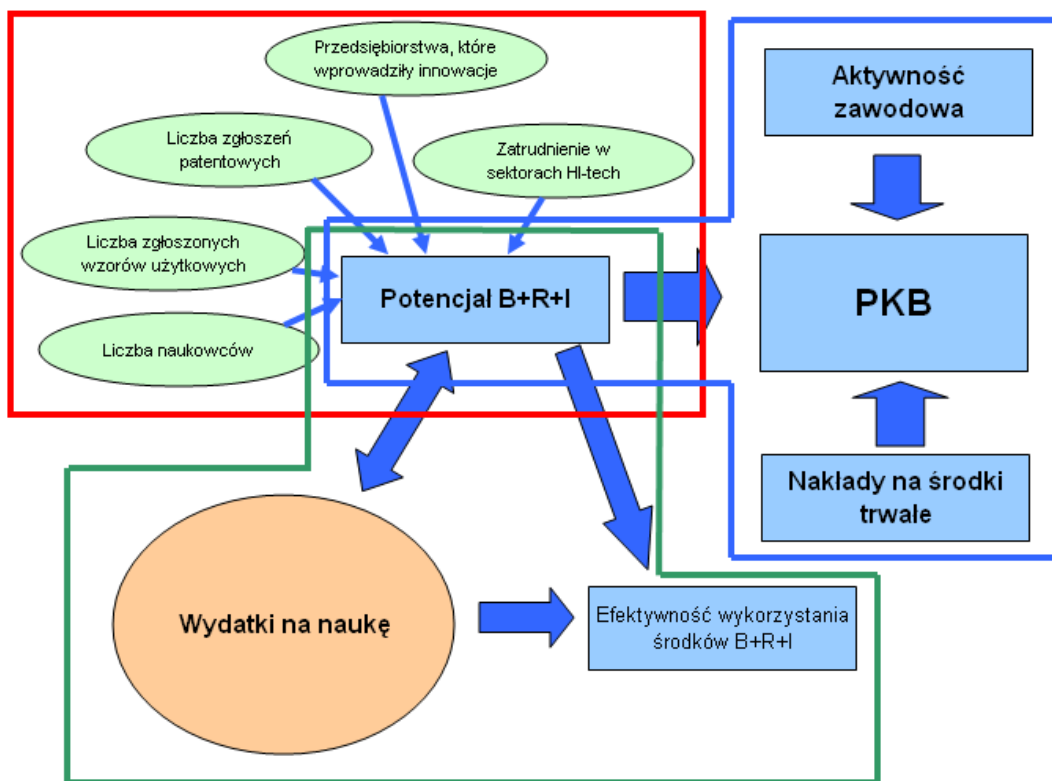 Przedsiębiorstwa, które
wprowadziły innowacje
Aktywność
zawodowa
Liczba zgłoszeń
patentowych
Zatrudnienie w
sektorach HI-tech
Liczba zgłoszonych
wzorów użytkowych
Potencjał B+R+I
PKB
Liczba naukowców
Nakłady na środki
trwałe
Wydatki na naukę
Efektywność wykorzystania
środków B+R+I